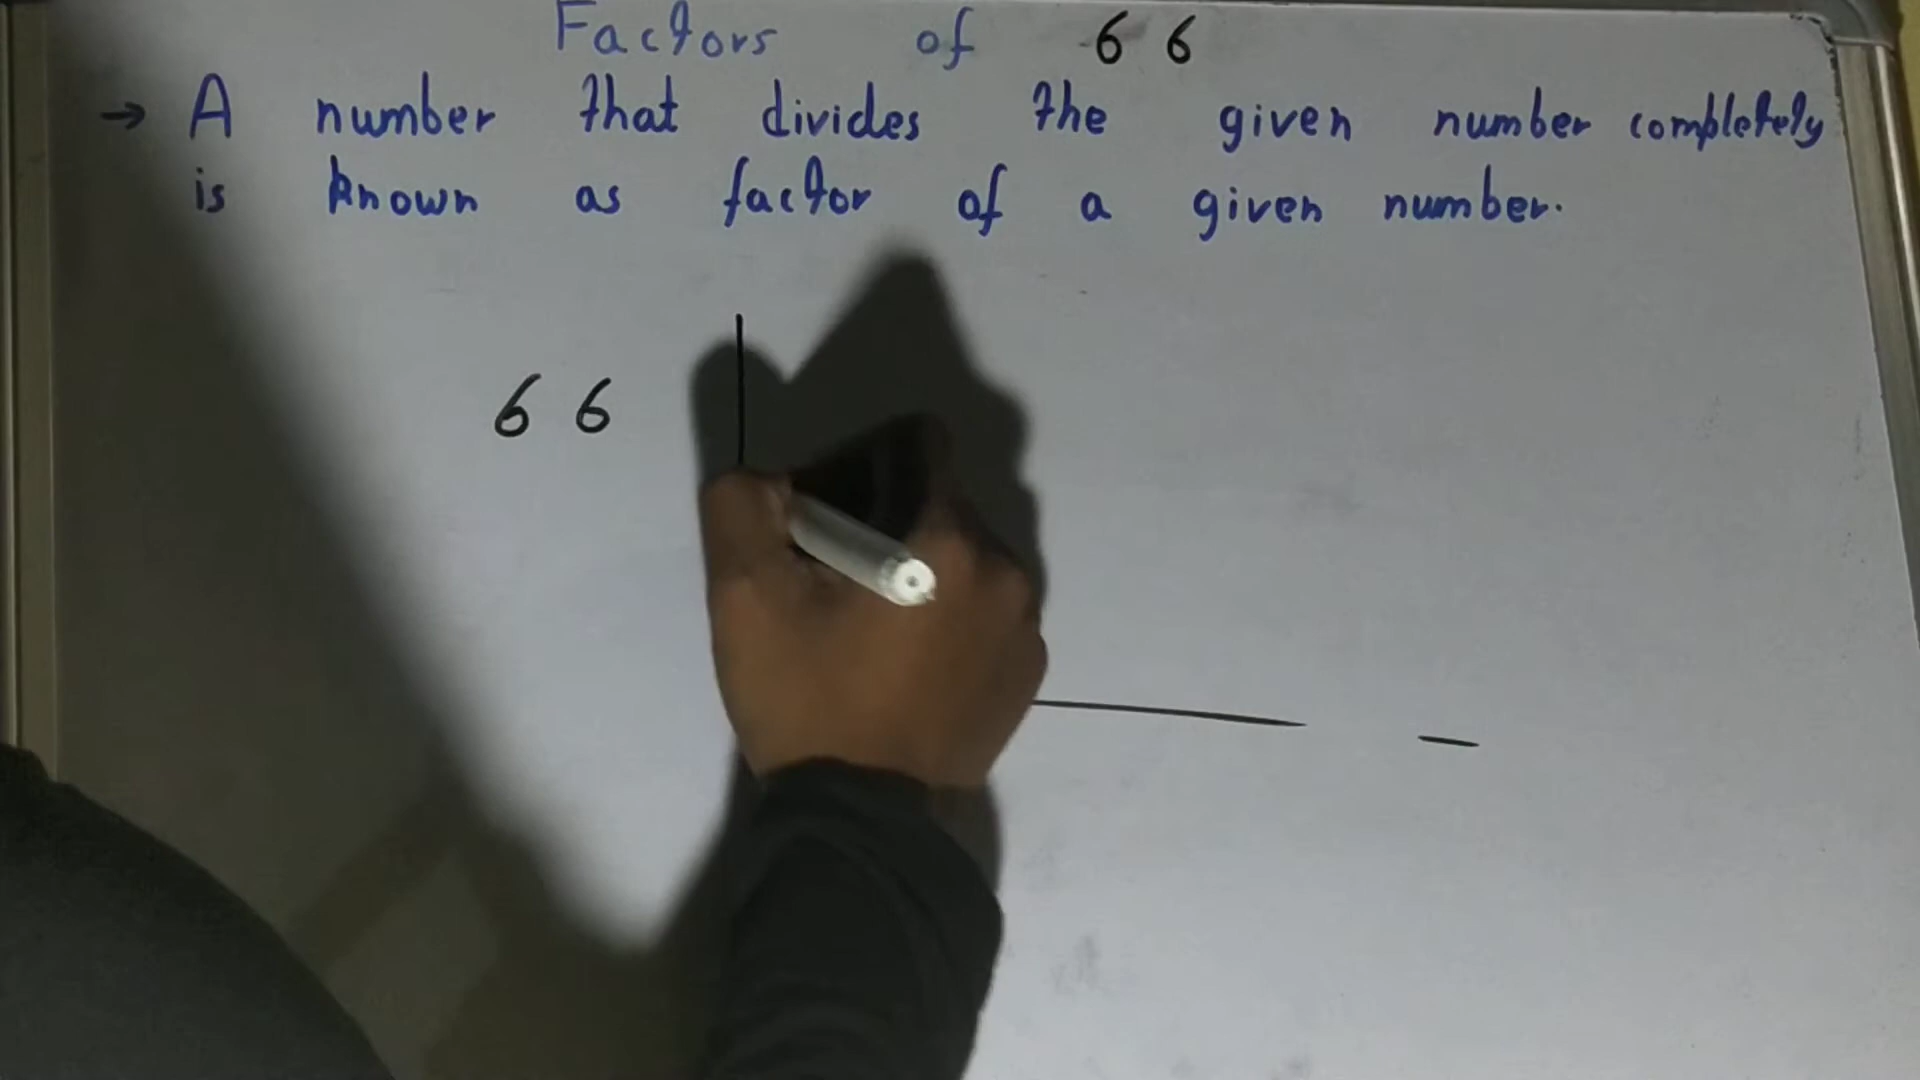 Factors of 66
→ A number that divides the given number completely
is known as factor of a given number.
66